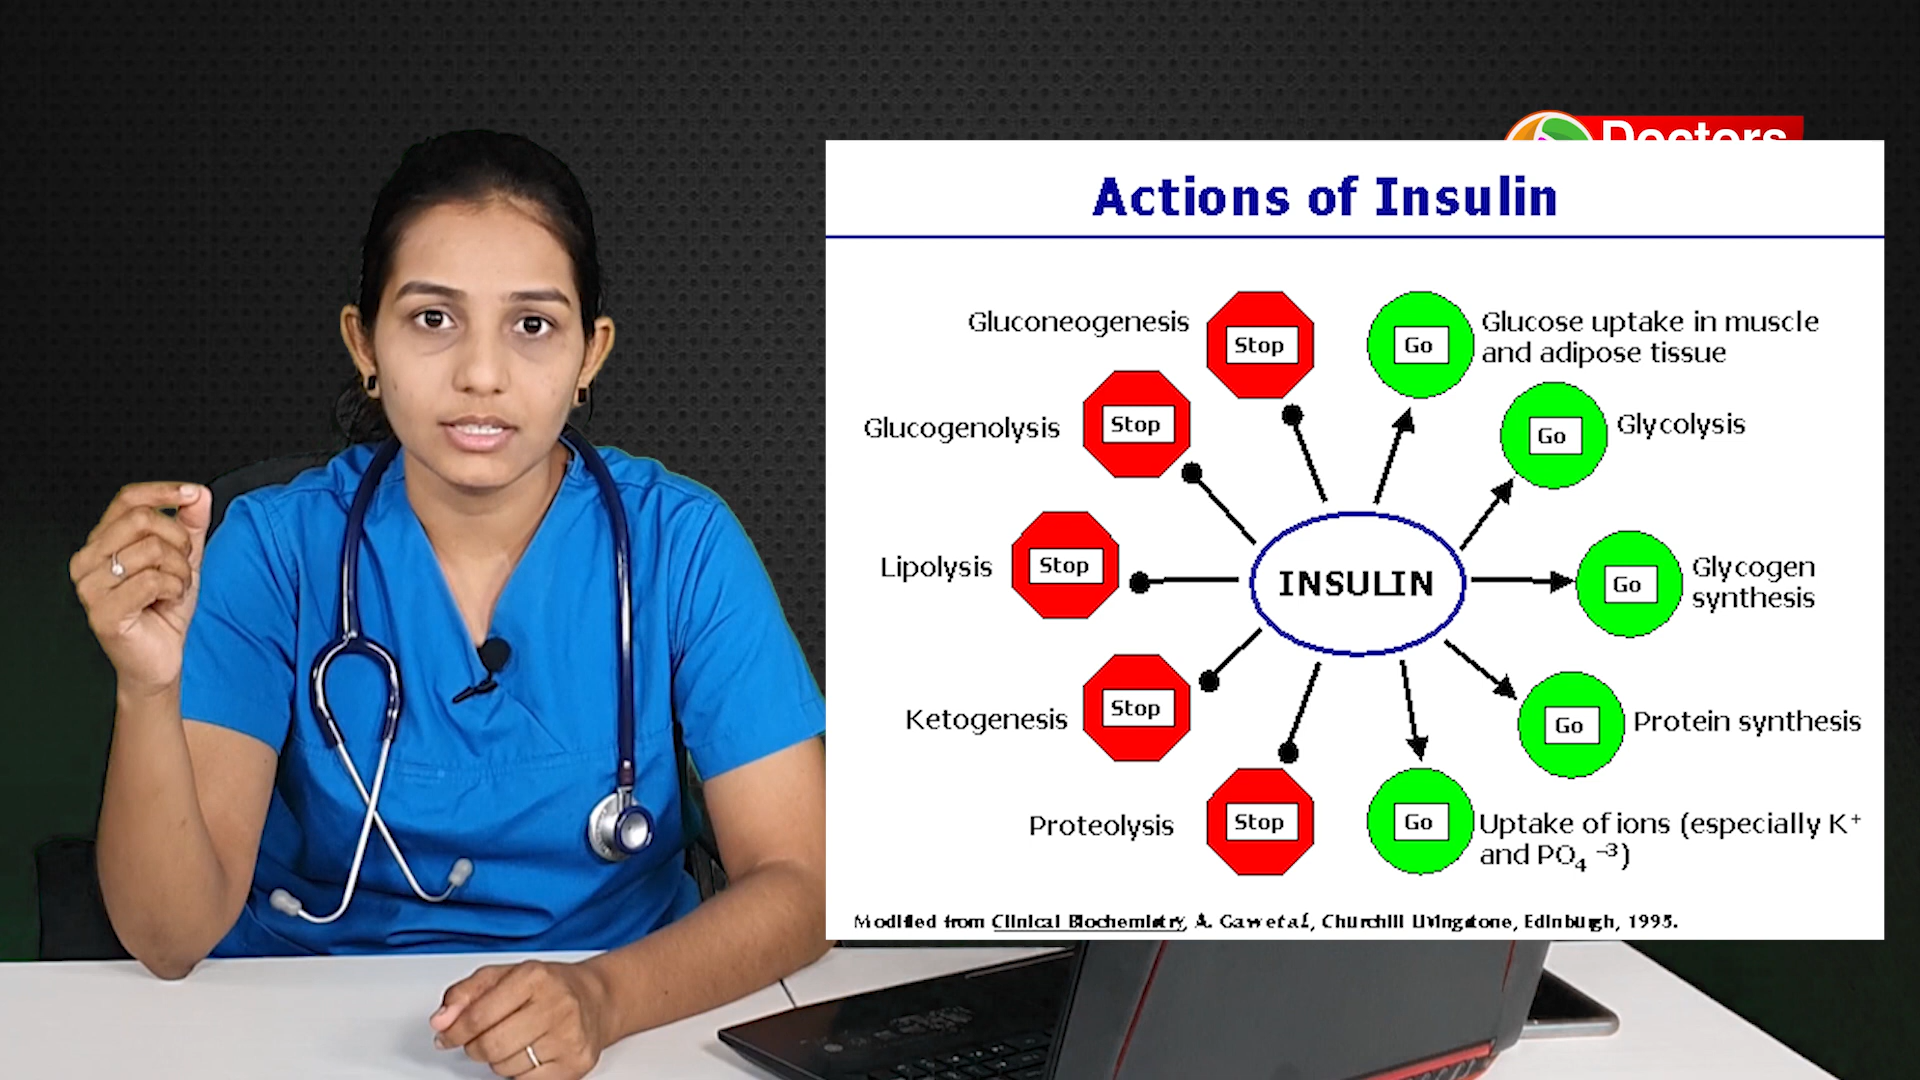 Doctors
Actions of Insulin
Gluconeogenesis
Stop
Go
Glucose uptake in muscle
and adipose tissue
Glucogenolysis
Stop
Go
Glycolysis
Lipolysis
Stop
INSULIN
Go
Glycogen
synthesis
Ketogenesis
Stop
Go
Protein synthesis
Proteolysis
Stop
Go
Uptake of ions (especially K⁺
and PO₄ ⁻³)
Modified from Clinical Biochemistry, A. Gaw et al., Churchill Livingstone, Edinburgh, 1995.